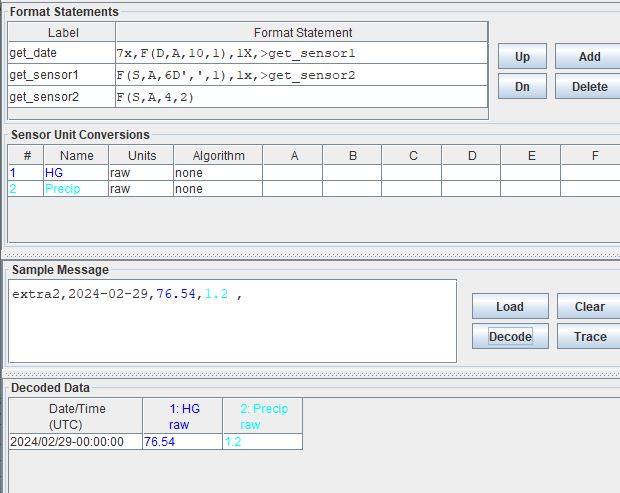 Format Statements
Label Format Statement
get_date 7x,F(D,A,10,1),1X,>get_sensor1 Up Add
get_sensor1 F(S,A,6D',',1),1x,>get_sensor2
get_sensor2 F(S,A,4,2) Dn Delete
Sensor Unit Conversions
# Name Units Algorithm A B C D E F
1 HG raw none
2 Precip raw none
Sample Message
extra2,2024-02-29,76.54,1.2 ,
Load Clear
Decode Trace
Decoded Data
Date/Time 1: HG 2: Precip
(UTC) raw raw
2024/02/29-00:00:00 76.54 1.2